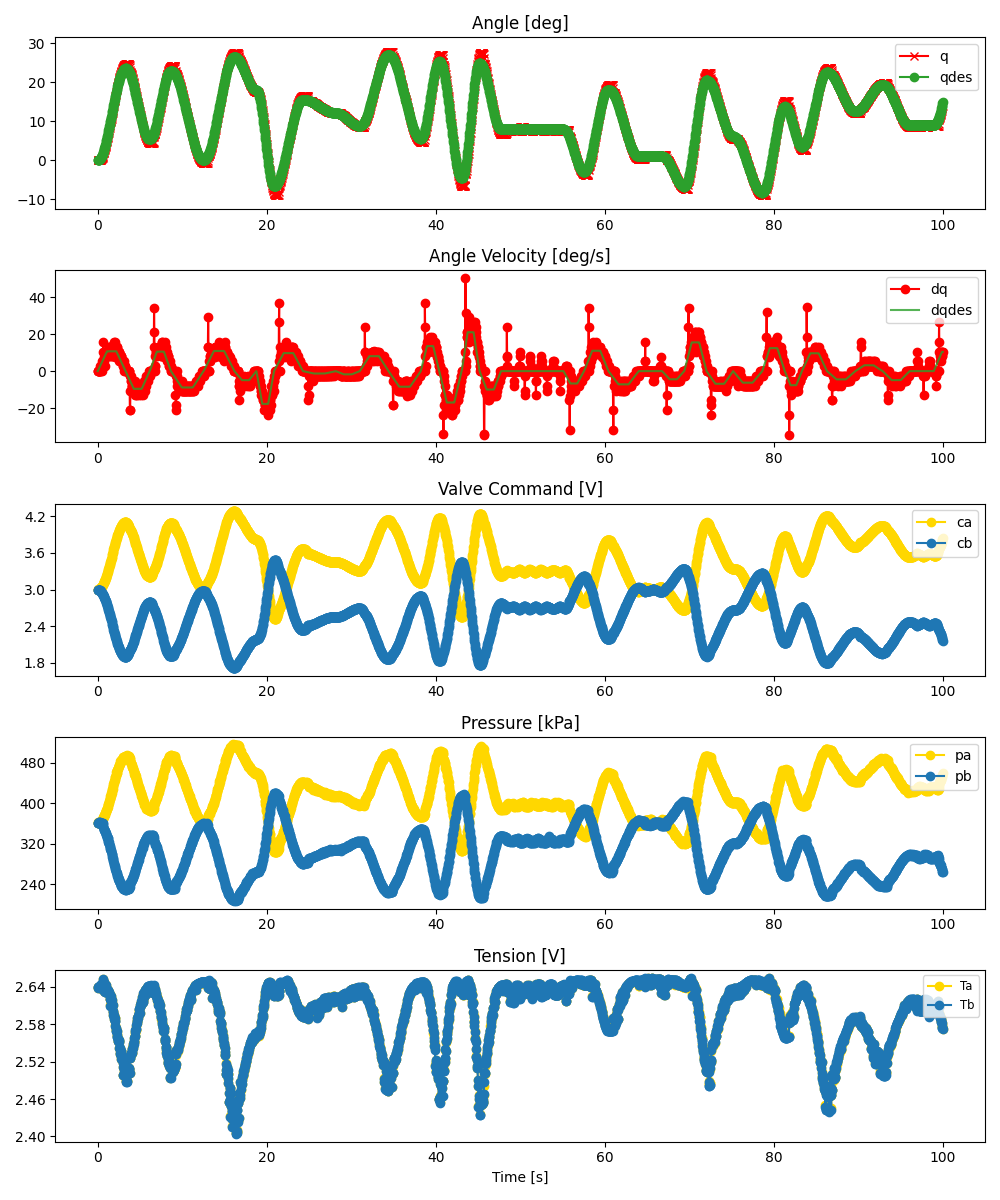 Angle [deg]
30
20
10
0
−10
q
qdes
0 20 40 60 80 100
Angle Velocity [deg/s]
40
20
0
−20
dq
dqdes
0 20 40 60 80 100
Valve Command [V]
4.2
3.6
3.0
2.4
1.8
ca
cb
0 20 40 60 80 100
Pressure [kPa]
480
400
320
240
pa
pb
0 20 40 60 80 100
Tension [V]
2.64
2.58
2.52
2.46
2.40
Ta
Tb
0 20 40 60 80 100
Time [s]